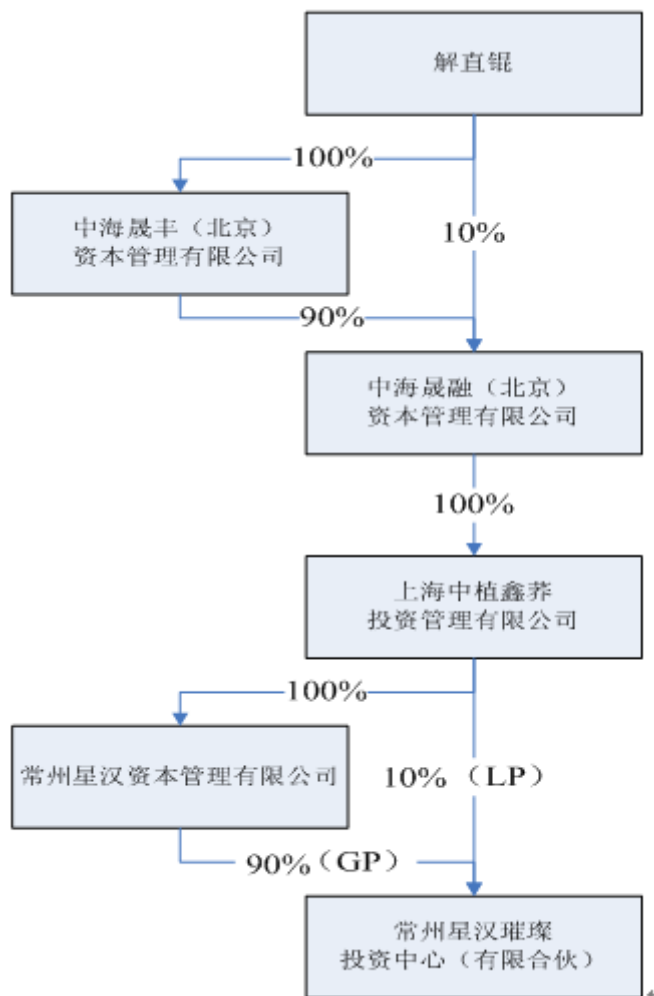 解直锟
100%
中海晟丰（北京）
资本管理有限公司
10%
90%
中海晟融（北京）
资本管理有限公司
100%
上海中植鑫荞
投资管理有限公司
100%
常州星汉资本管理有限公司
10%（LP）
90%（GP）
常州星汉璀璨
投资中心（有限合伙）